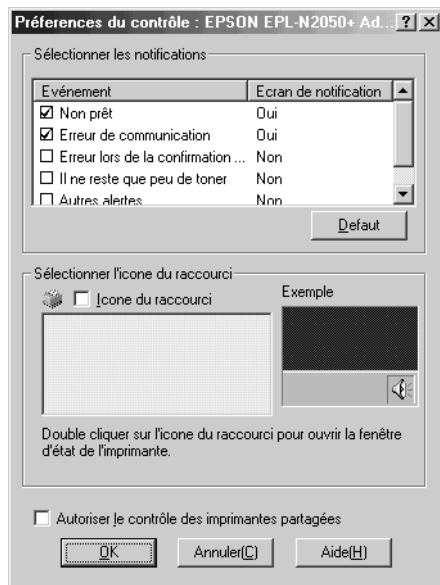 Préferences du contrôle : EPSON EPL-N2050+ Ad...
Sélectionner les notifications
Evénement Ecran de notification
Non prêt Oui
Erreur de communication Oui
Erreur lors de la confirmation ... Non
Il ne reste que peu de toner Non
Autres alertes Non
Defaut
Sélectionner l'icone du raccourci
Icone du raccourci
Exemple
Double cliquer sur l'icone du raccourci pour ouvrir la fenêtre
d'état de l'imprimante.
Autoriser le contrôle des imprimantes partagées
OK Annuler(C) Aide(H)